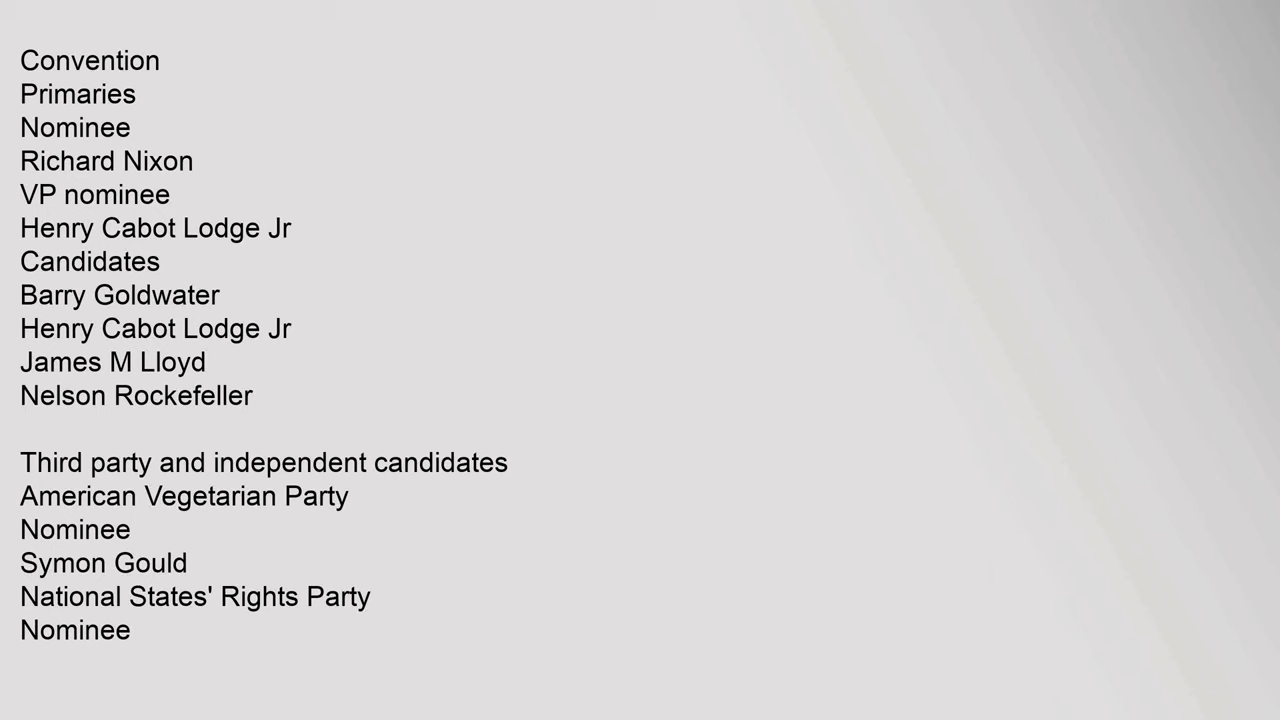 Convention
Primaries
Nominee
Richard Nixon
VP nominee
Henry Cabot Lodge Jr
Candidates
Barry Goldwater
Henry Cabot Lodge Jr
James M Lloyd
Nelson Rockefeller
Third party and independent candidates
American Vegetarian Party
Nominee
Symon Gould
National States' Rights Party
Nominee